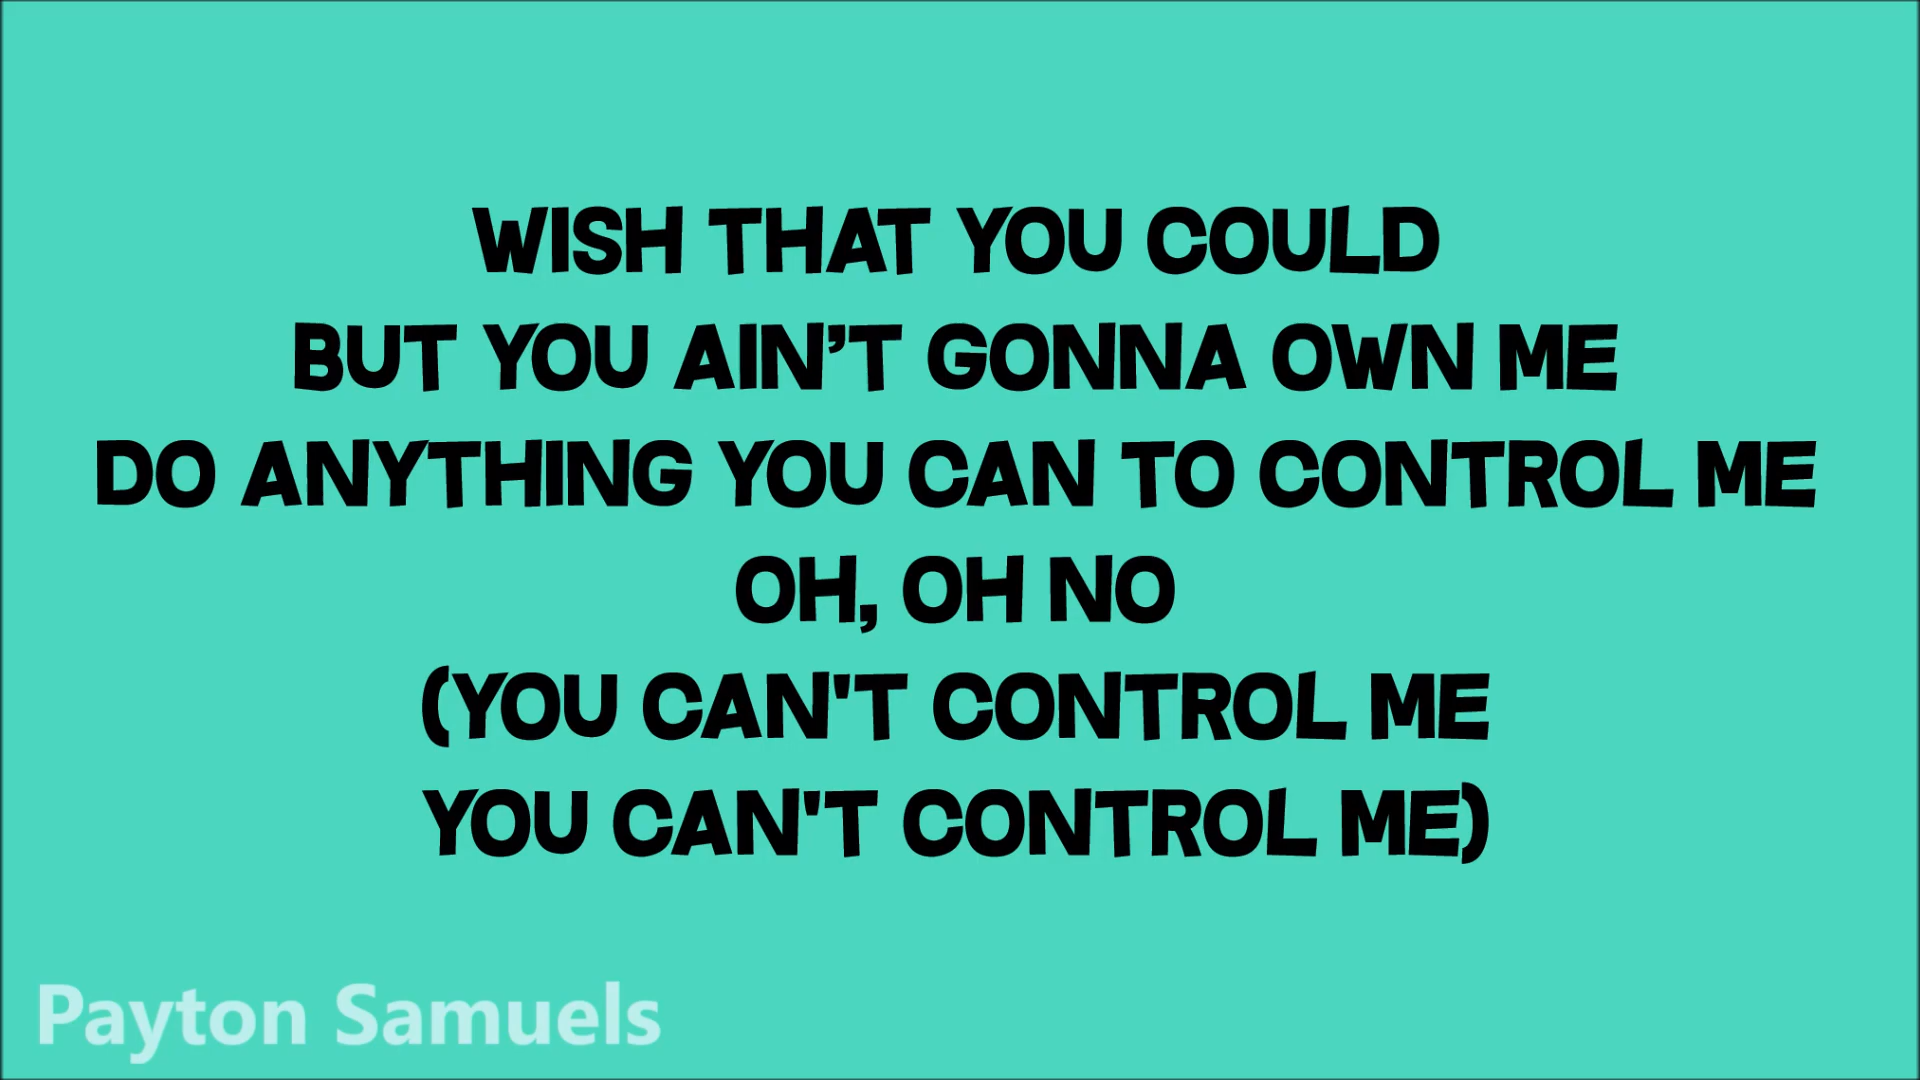 WISH THAT YOU COULD
BUT YOU AIN’T GONNA OWN ME
DO ANYTHING YOU CAN TO CONTROL ME
OH, OH NO
(YOU CAN'T CONTROL ME
YOU CAN'T CONTROL ME)
Payton Samuels